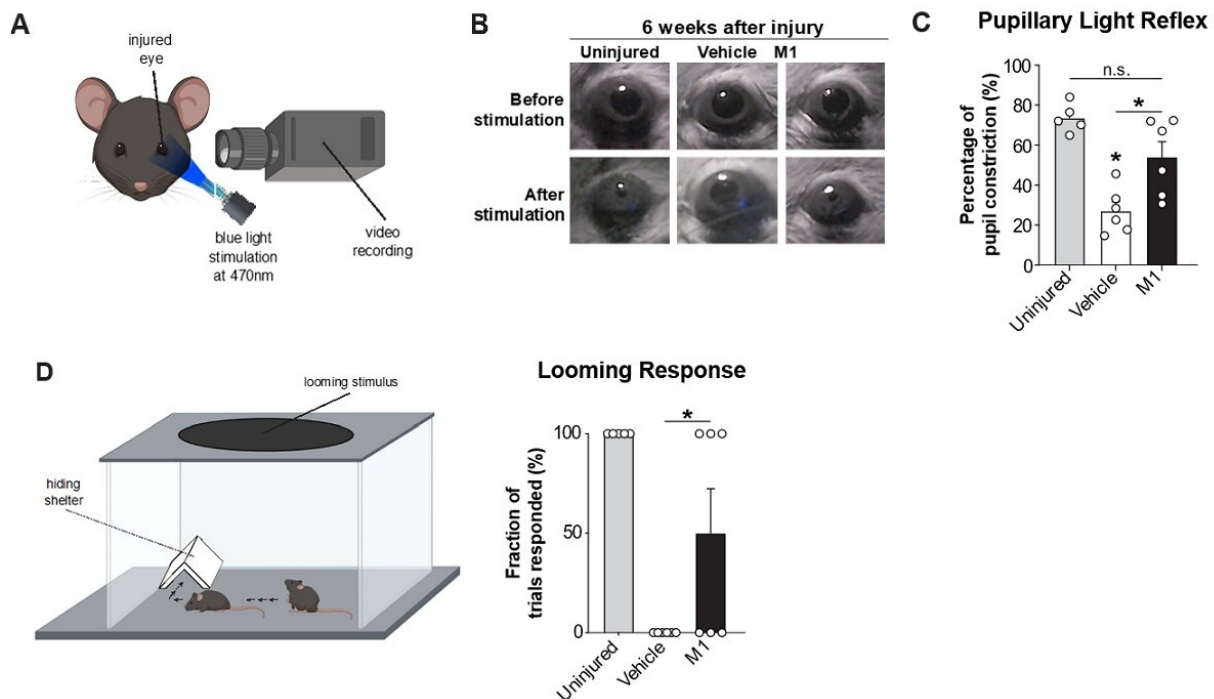 A
injured
eye
blue light
stimulation
at 470nm
video
recording
B
6 weeks after injury
Uninjured Vehicle M1
Before
stimulation
After
stimulation
C
Pupillary Light Reflex
Percentage of
pupil constriction (%)
100
80
60
40
20
0
n.s.
*
*
Uninjured
Vehicle
M1
D
looming stimulus
hiding
shelter
Looming Response
Fraction of
trials responded (%)
100
50
0
*
Uninjured
Vehicle
M1